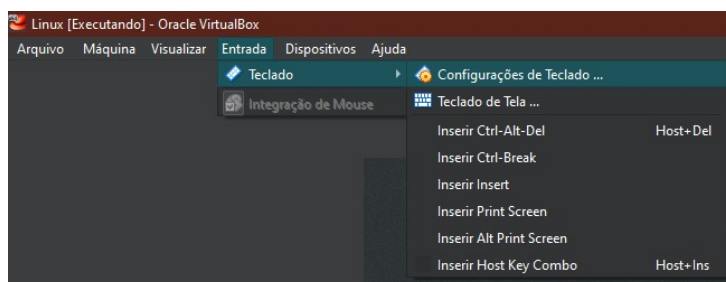 Linux [Executando] - Oracle VirtualBox
Arquivo Máquina Visualizar Entrada Dispositivos Ajuda
Teclado
Integração de Mouse
Configurações de Teclado ...
Teclado de Tela ...
Inserir Ctrl-Alt-Del Host+Del
Inserir Ctrl-Break
Inserir Insert
Inserir Print Screen
Inserir Alt Print Screen
Inserir Host Key Combo Host+Ins